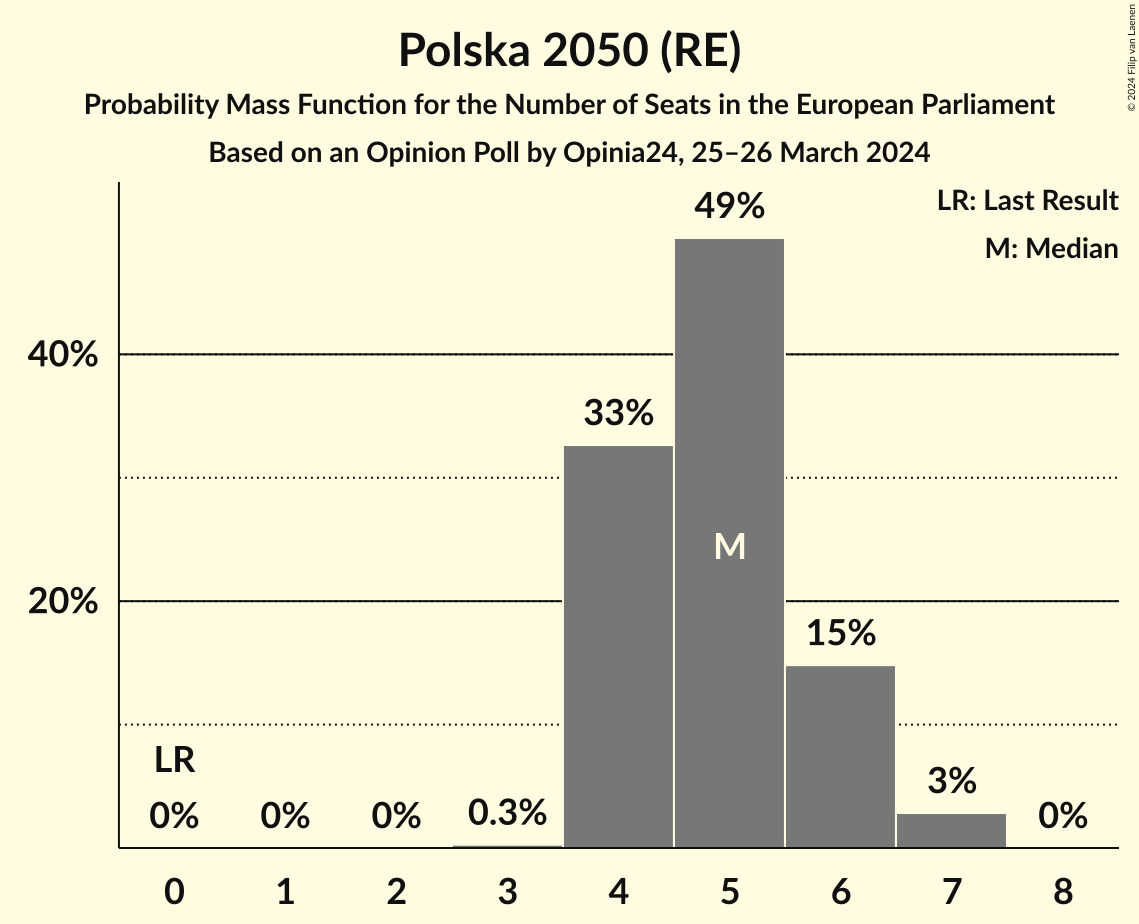 Polska 2050 (RE)
Probability Mass Function for the Number of Seats in the European Parliament
Based on an Opinion Poll by Opinia24, 25–26 March 2024
© 2024 Filip van Laenen
LR: Last Result
M: Median
49%
40%
33%
M
20%
15%
LR
3%
0%
0%
0%
0.3%
0%
0
1
2
3
4
5
6
7
8